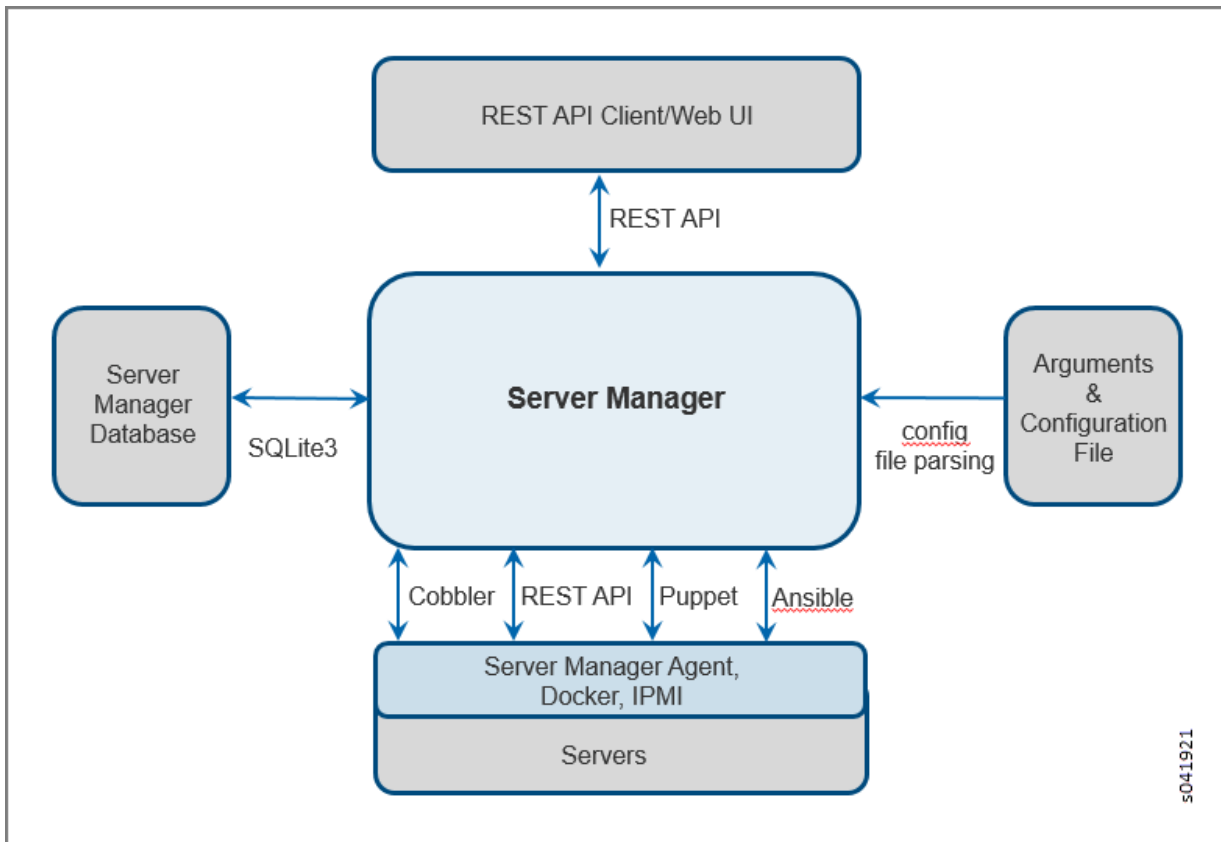 REST API Client/Web UI
REST API
Server
Manager
Database
SQLite3
Server Manager
Arguments
&
Configuration
File
config
file parsing
Cobbler
REST API
Puppet
Ansible
Server Manager Agent,
Docker, IPMI
Servers
s041921